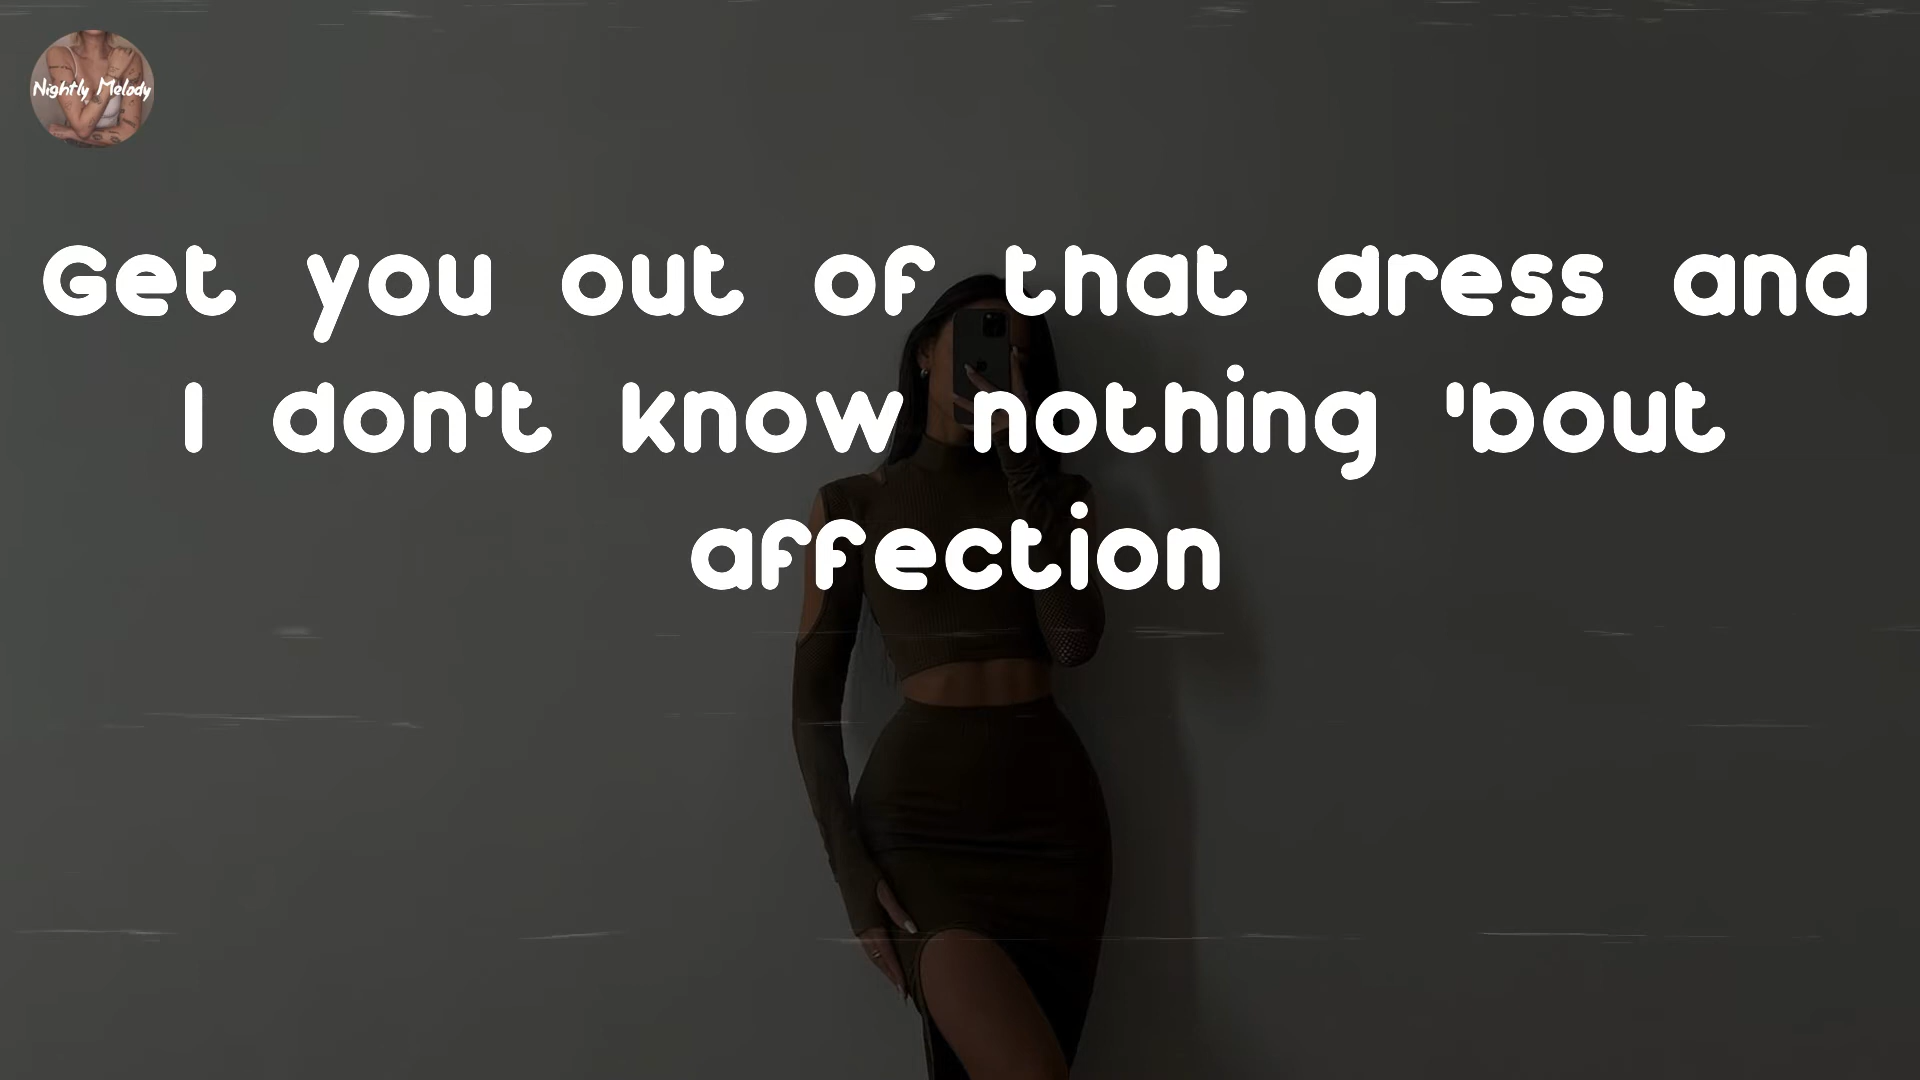 Nightly Melody
Get you out of that dress and
I don't know nothing 'bout
affection